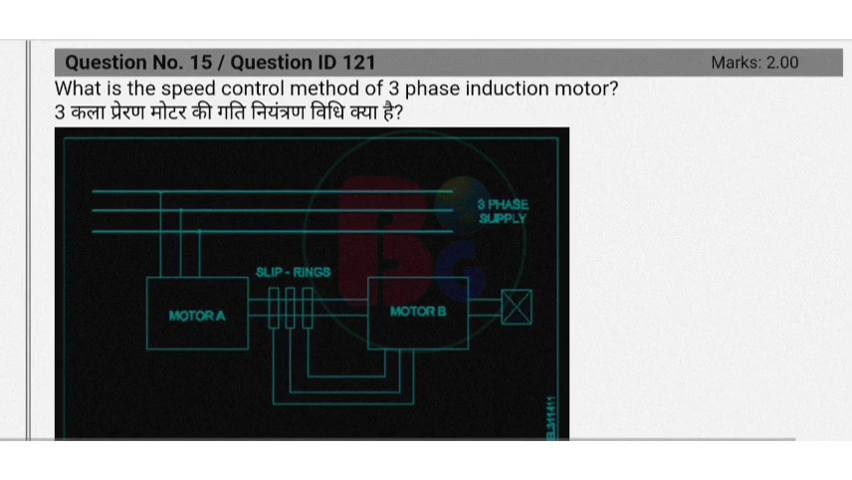 Question No. 15 / Question ID 121 Marks: 2.00
What is the speed control method of 3 phase induction motor?
3 कला प्रेरण मोटर की गति नियंत्रण विधि क्या है?
3 PHASE
SUPPLY
SLIP - RINGS
MOTOR A
MOTOR B
EL311411